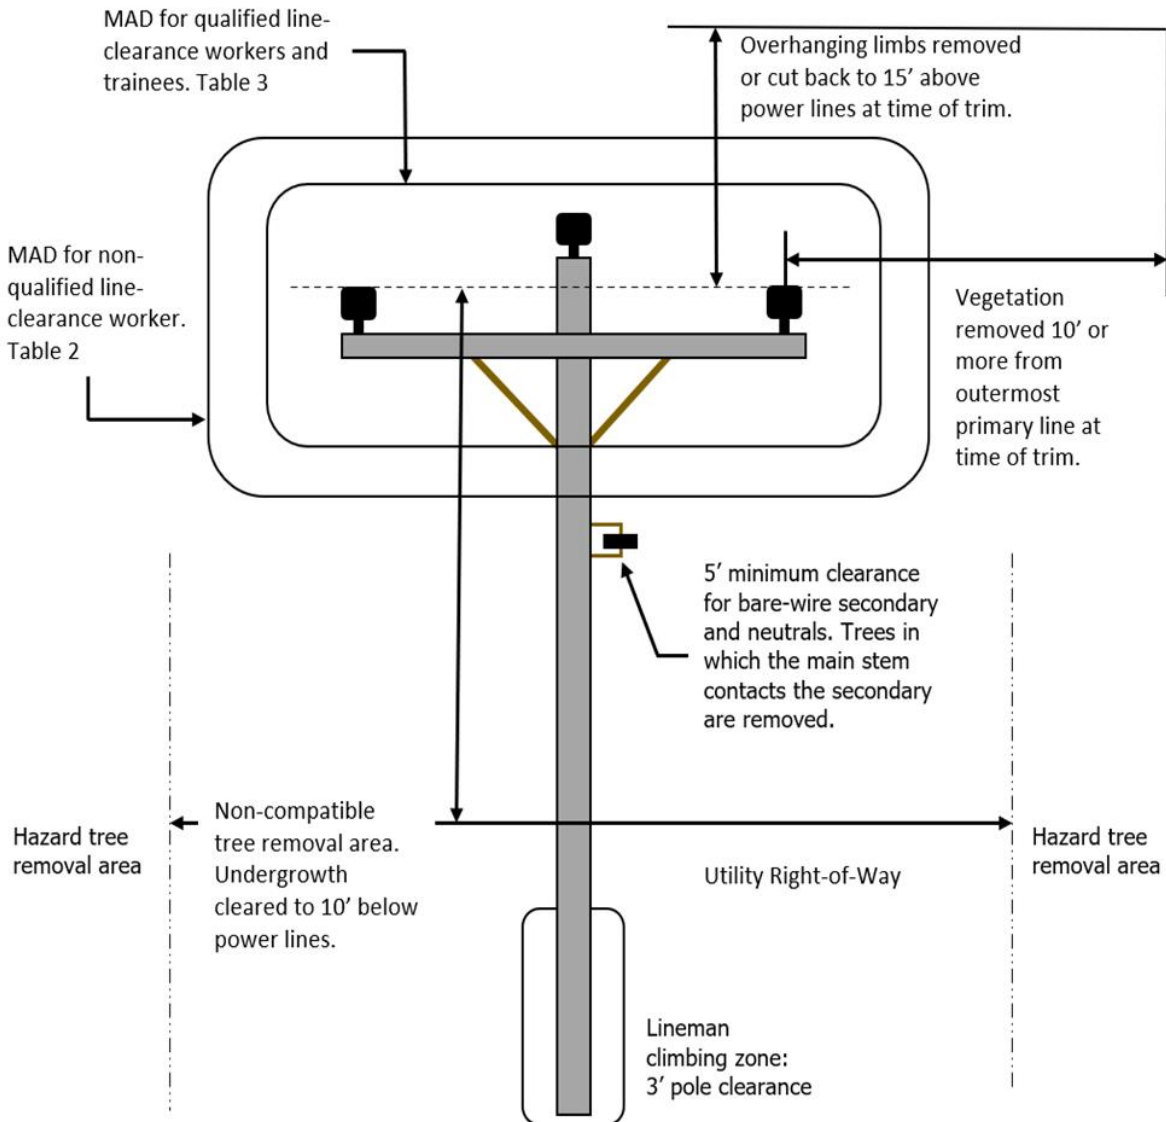 MAD for qualified line-
clearance workers and
trainees. Table 3
Overhanging limbs removed
or cut back to 15’ above
power lines at time of trim.
MAD for non-
qualified line-
clearance worker.
Table 2
Vegetation
removed 10’ or
more from
outermost
primary line at
time of trim.
5’ minimum clearance
for bare-wire secondary
and neutrals. Trees in
which the main stem
contacts the secondary
are removed.
Hazard tree
removal area
Non-compatible
tree removal area.
Undergrowth
cleared to 10’ below
power lines.
Utility Right-of-Way
Hazard tree
removal area
Lineman
climbing zone:
3’ pole clearance